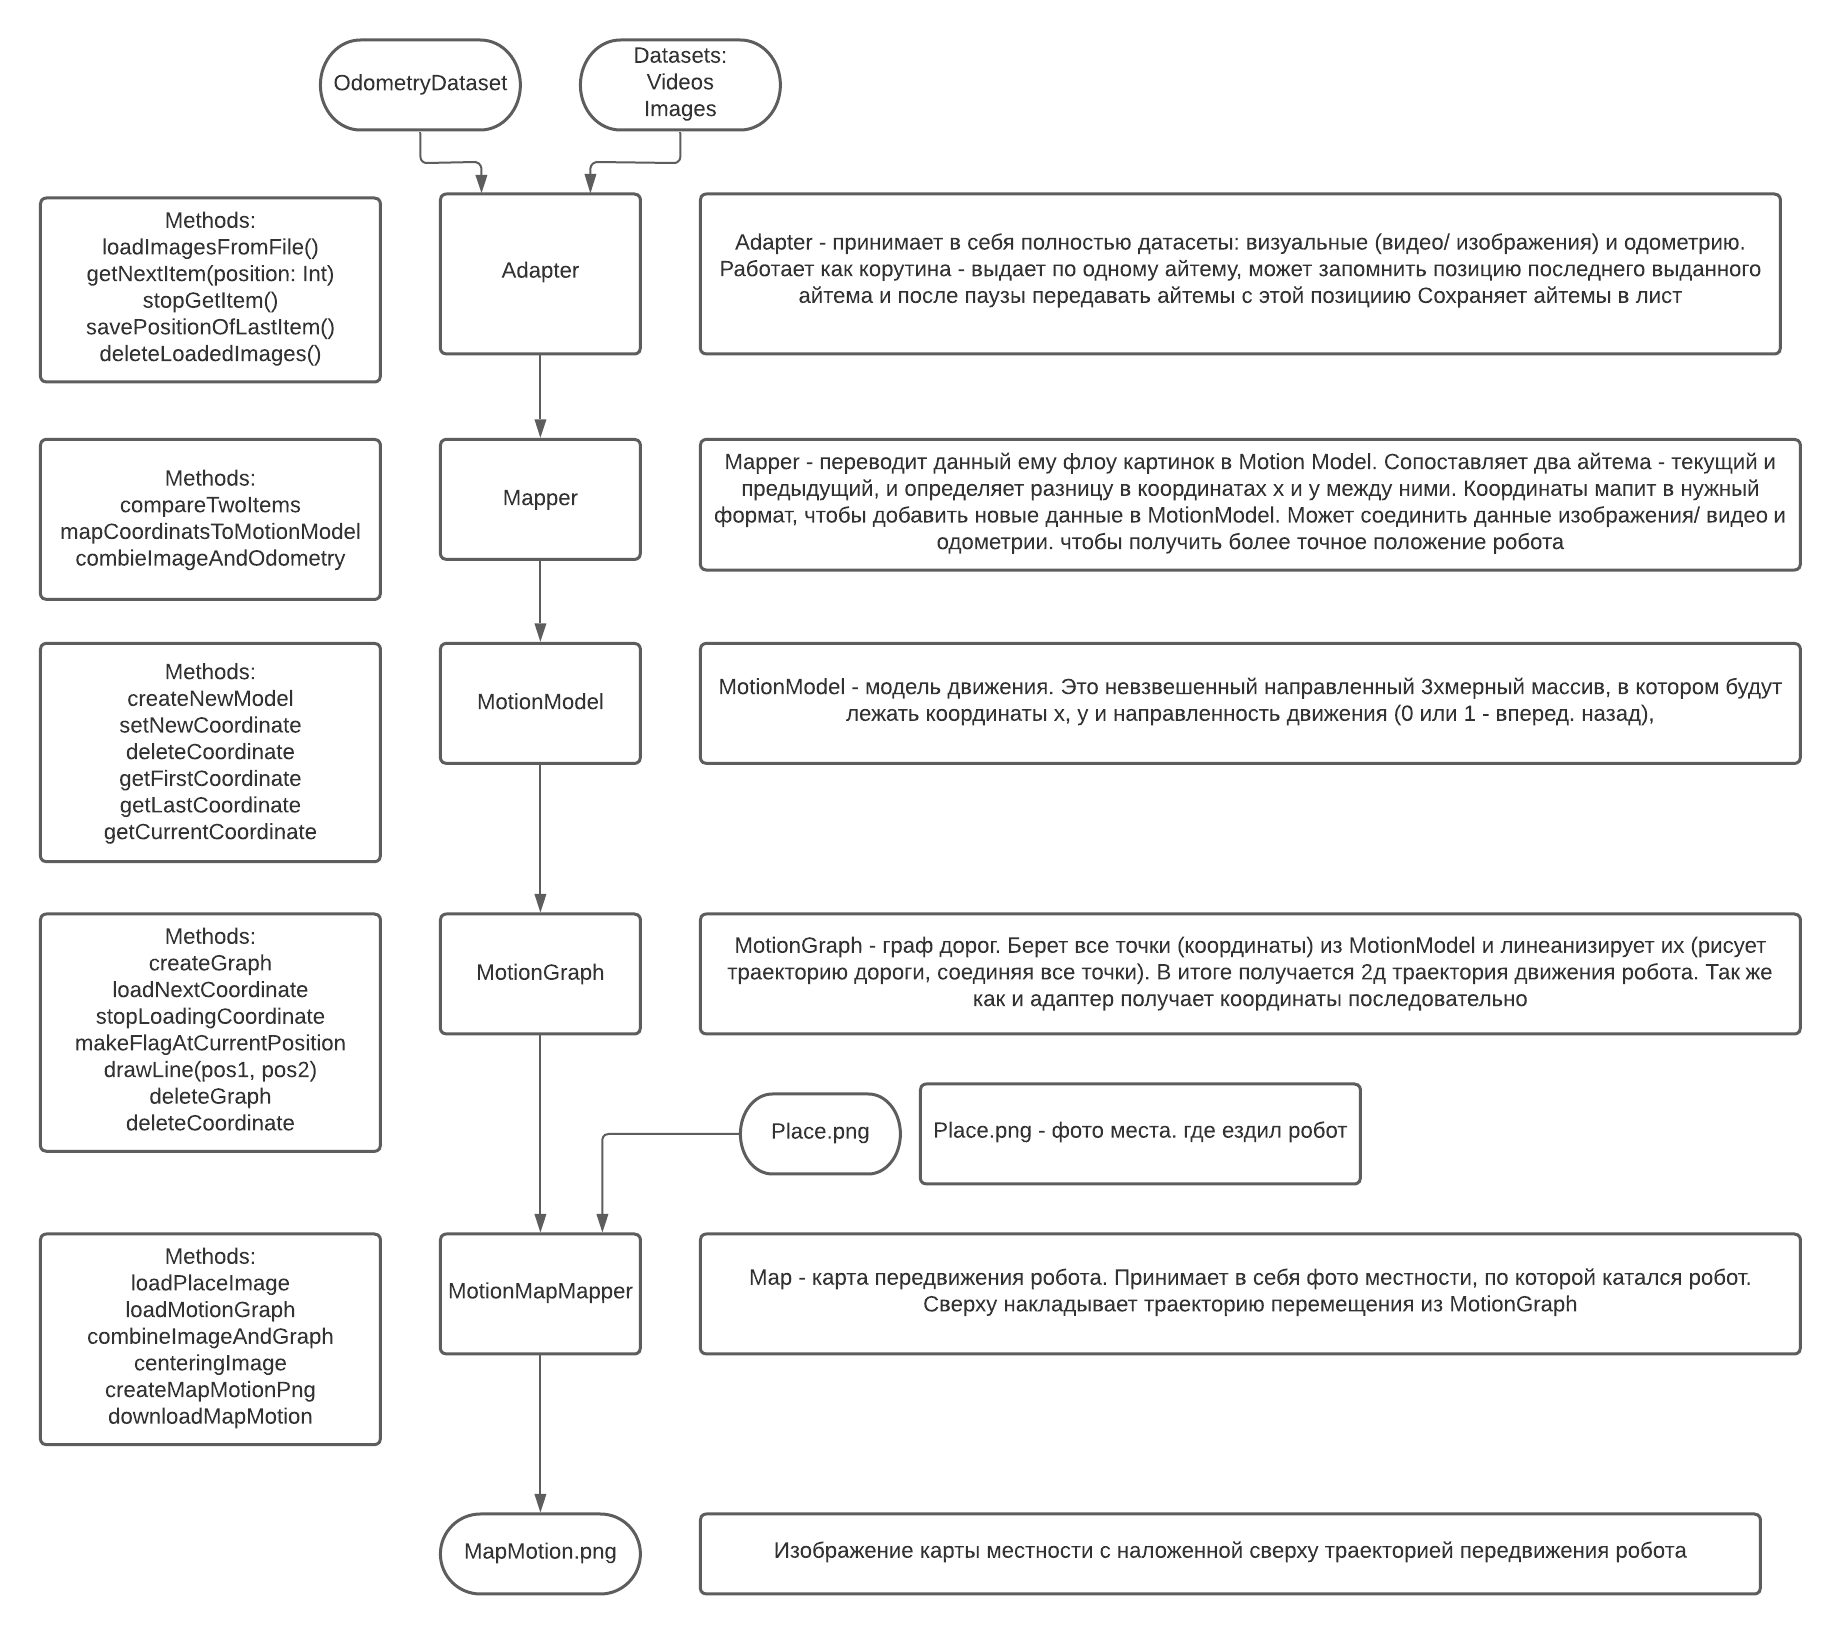 OdometryDataset
Datasets:
Videos
Images
Methods:
loadImagesFromFile()
getNextItem(position: Int)
stopGetItem()
savePositionOfLastItem()
deleteLoadedImages()
Adapter
Adapter - принимает в себя полностью датасеты: визуальные (видео/ изображения) и одометрию.
Работает как корутина - выдает по одному айтему, может запомнить позицию последнего выданного
айтема и после паузы передавать айтемы с этой позициию Сохраняет айтемы в лист
Methods:
compareTwoItems
mapCoordinatsToMotionModel
combieImageAndOdometry
Mapper
Mapper - переводит данный ему флоу картинок в Motion Model. Сопоставляет два айтема - текущий и
предыдущий, и определяет разницу в координатах x и y между ними. Координаты мапит в нужный
формат, чтобы добавить новые данные в MotionModel. Может соединить данные изображения/ видео и
одометрии. чтобы получить более точное положение робота
Methods:
createNewModel
setNewCoordinate
deleteCoordinate
getFirstCoordinate
getLastCoordinate
getCurrentCoordinate
MotionModel
MotionModel - модель движения. Это невзвешенный направленный 3хмерный массив, в котором будут
лежать координаты x, y и направленность движения (0 или 1 - вперед. назад),
Methods:
createGraph
loadNextCoordinate
stopLoadingCoordinate
makeFlagAtCurrentPosition
drawLine(pos1, pos2)
deleteGraph
deleteCoordinate
MotionGraph
MotionGraph - граф дорог. Берет все точки (координаты) из MotionModel и линеанизирует их (рисует
траекторию дороги, соединяя все точки). В итоге получается 2д траектория движения робота. Так же
как и адаптер получает координаты последовательно
Place.png
Place.png - фото места. где ездил робот
Methods:
loadPlaceImage
loadMotionGraph
combineImageAndGraph
centeringImage
createMapMotionPng
downloadMapMotion
MotionMapMapper
Map - карта передвижения робота. Принимает в себя фото местности, по которой катался робот.
Сверху накладывает траекторию перемещения из MotionGraph
MapMotion.png
Изображение карты местности с наложенной сверху траекторией передвижения робота